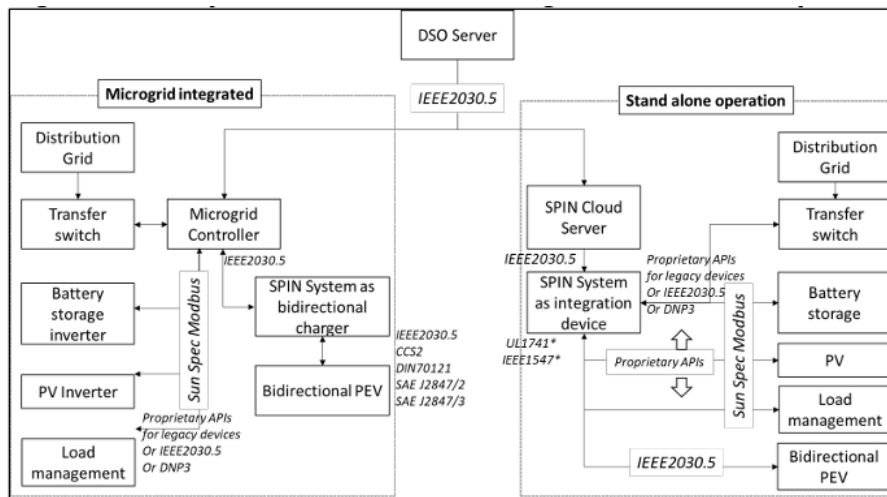 DSO Server
IEEE2030.5
Microgrid integrated
Distribution
Grid
Transfer
switch
Microgrid
Controller
IEEE2030.5
Battery
storage
inverter
Sun Spec Modbus
SPIN System as
bidirectional
charger
IEEE2030.5
CCS2
DIN70121
SAE J2847/2
SAE J2847/3
PV Inverter
Bidirectional PEV
Proprietary APIs
for legacy devices
Or IEEE2030.5
Or DNP3
Load
management
Stand alone operation
Distribution
Grid
SPIN Cloud
Server
Transfer
switch
IEEE2030.5
Proprietary APIs
for legacy devices
Or IEEE2030.5
Or DNP3
SPIN System
as integration
device
Battery
storage
UL1741*
IEEE1547*
Proprietary APIs
Sun Spec Modbus
PV
Load
management
IEEE2030.5
Bidirectional
PEV